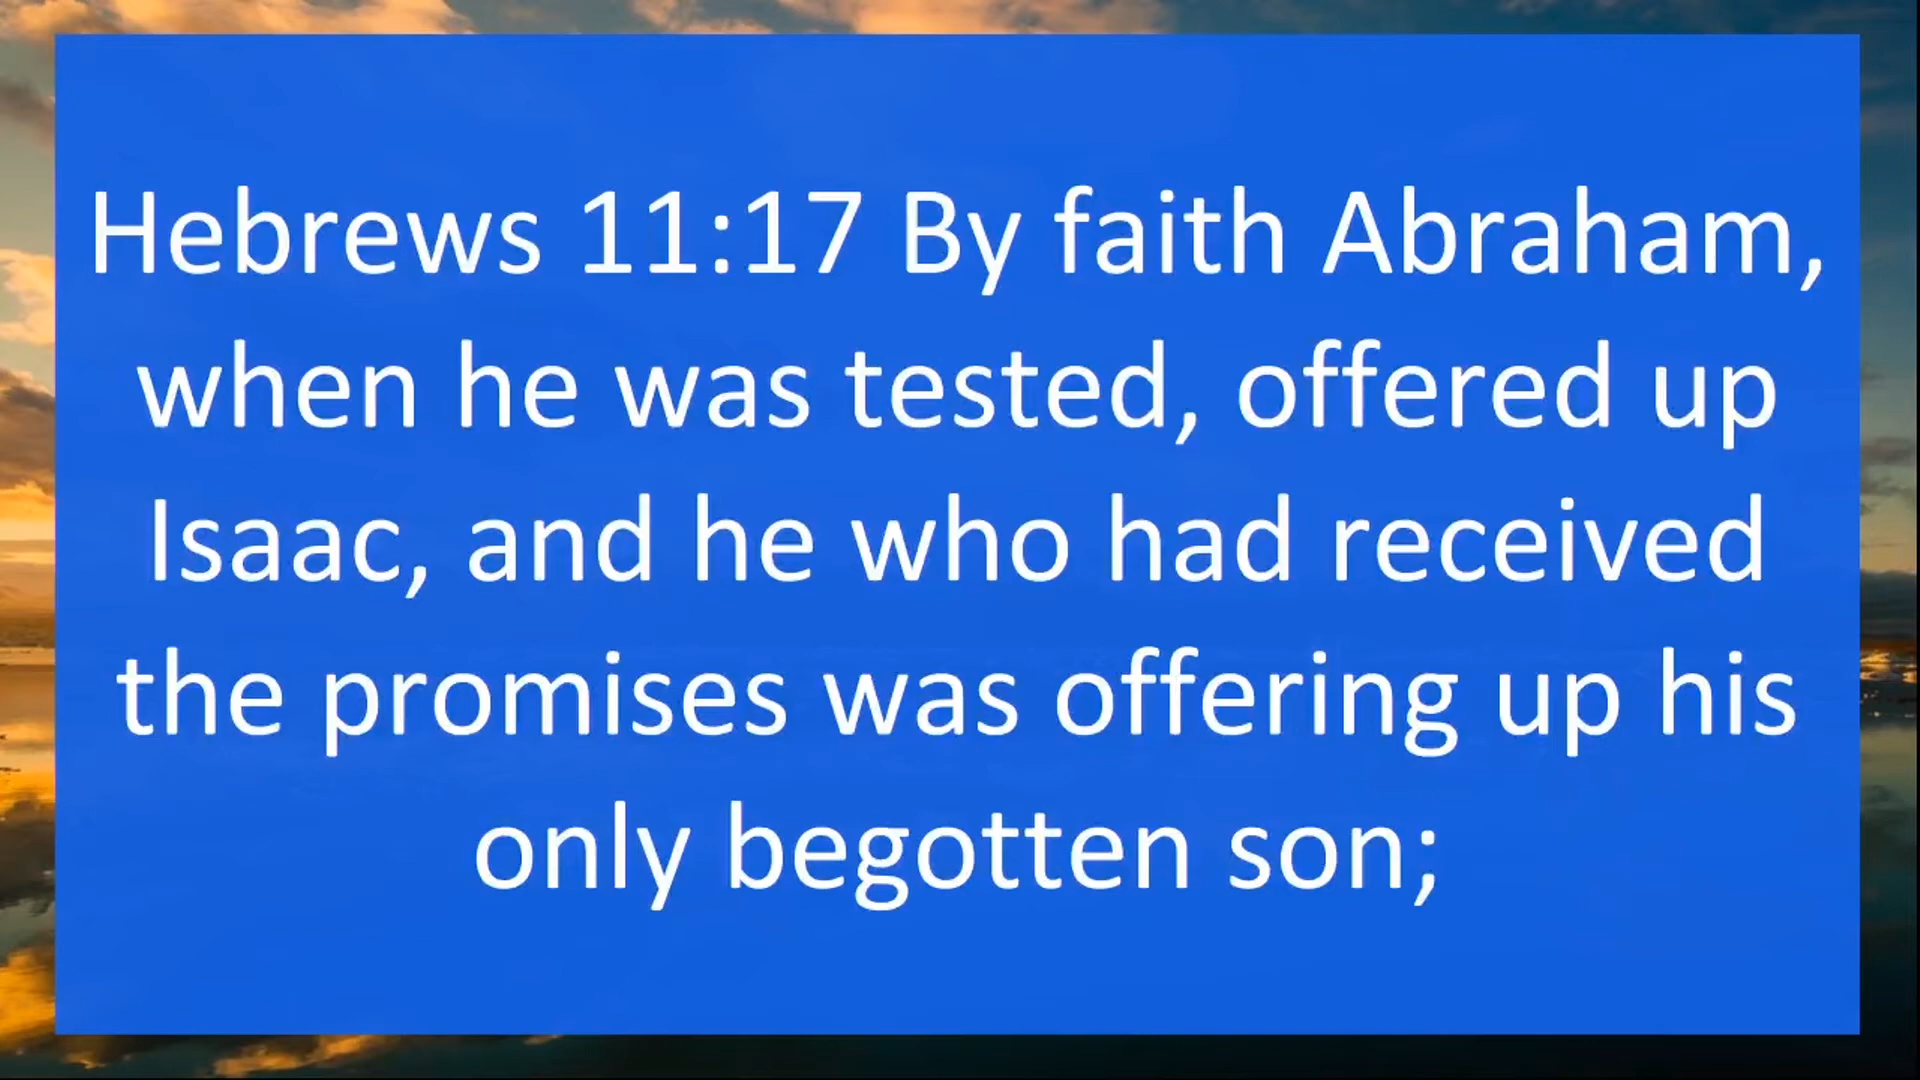 Hebrews 11:17 By faith Abraham,
when he was tested, offered up
Isaac, and he who had received
the promises was offering up his
only begotten son;